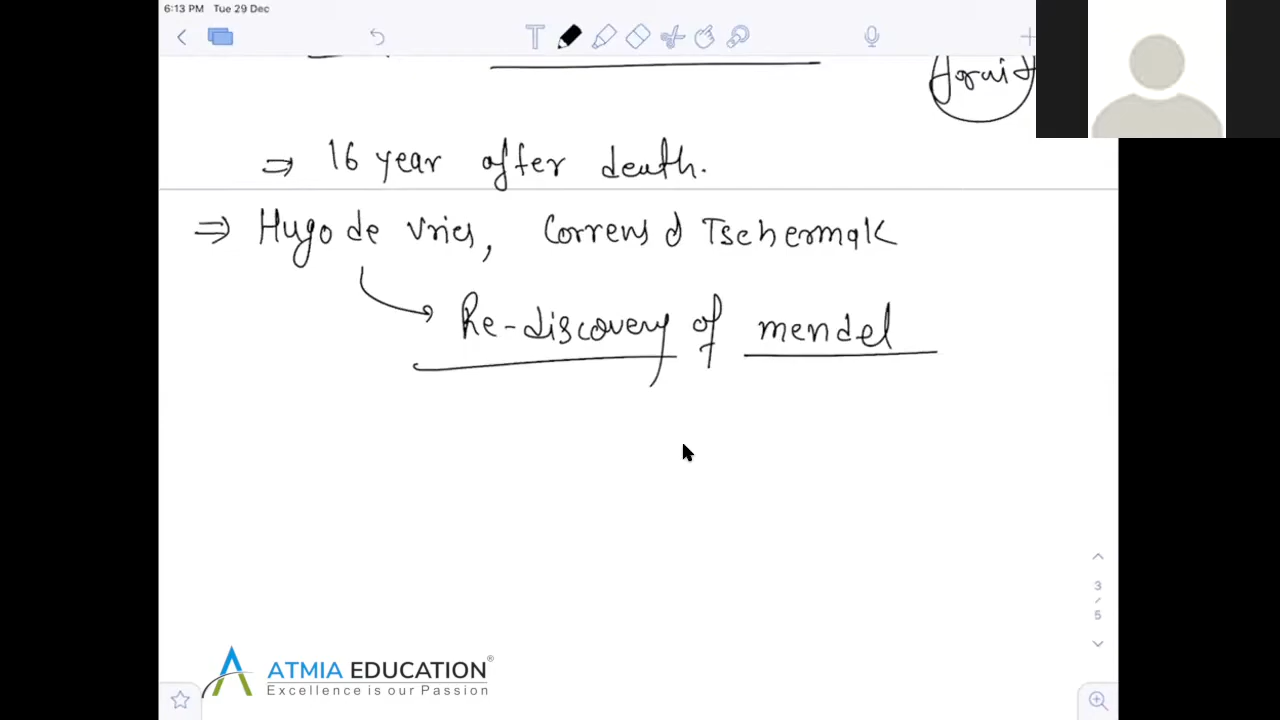 6:13 PM Tue 29 Dec
⇒ 16 year after death.
⇒ Hugo de Vries, Correns & Tschermak
Re-discovery of mendel
3
/
5
ATMIA EDUCATION®
Excellence is our Passion